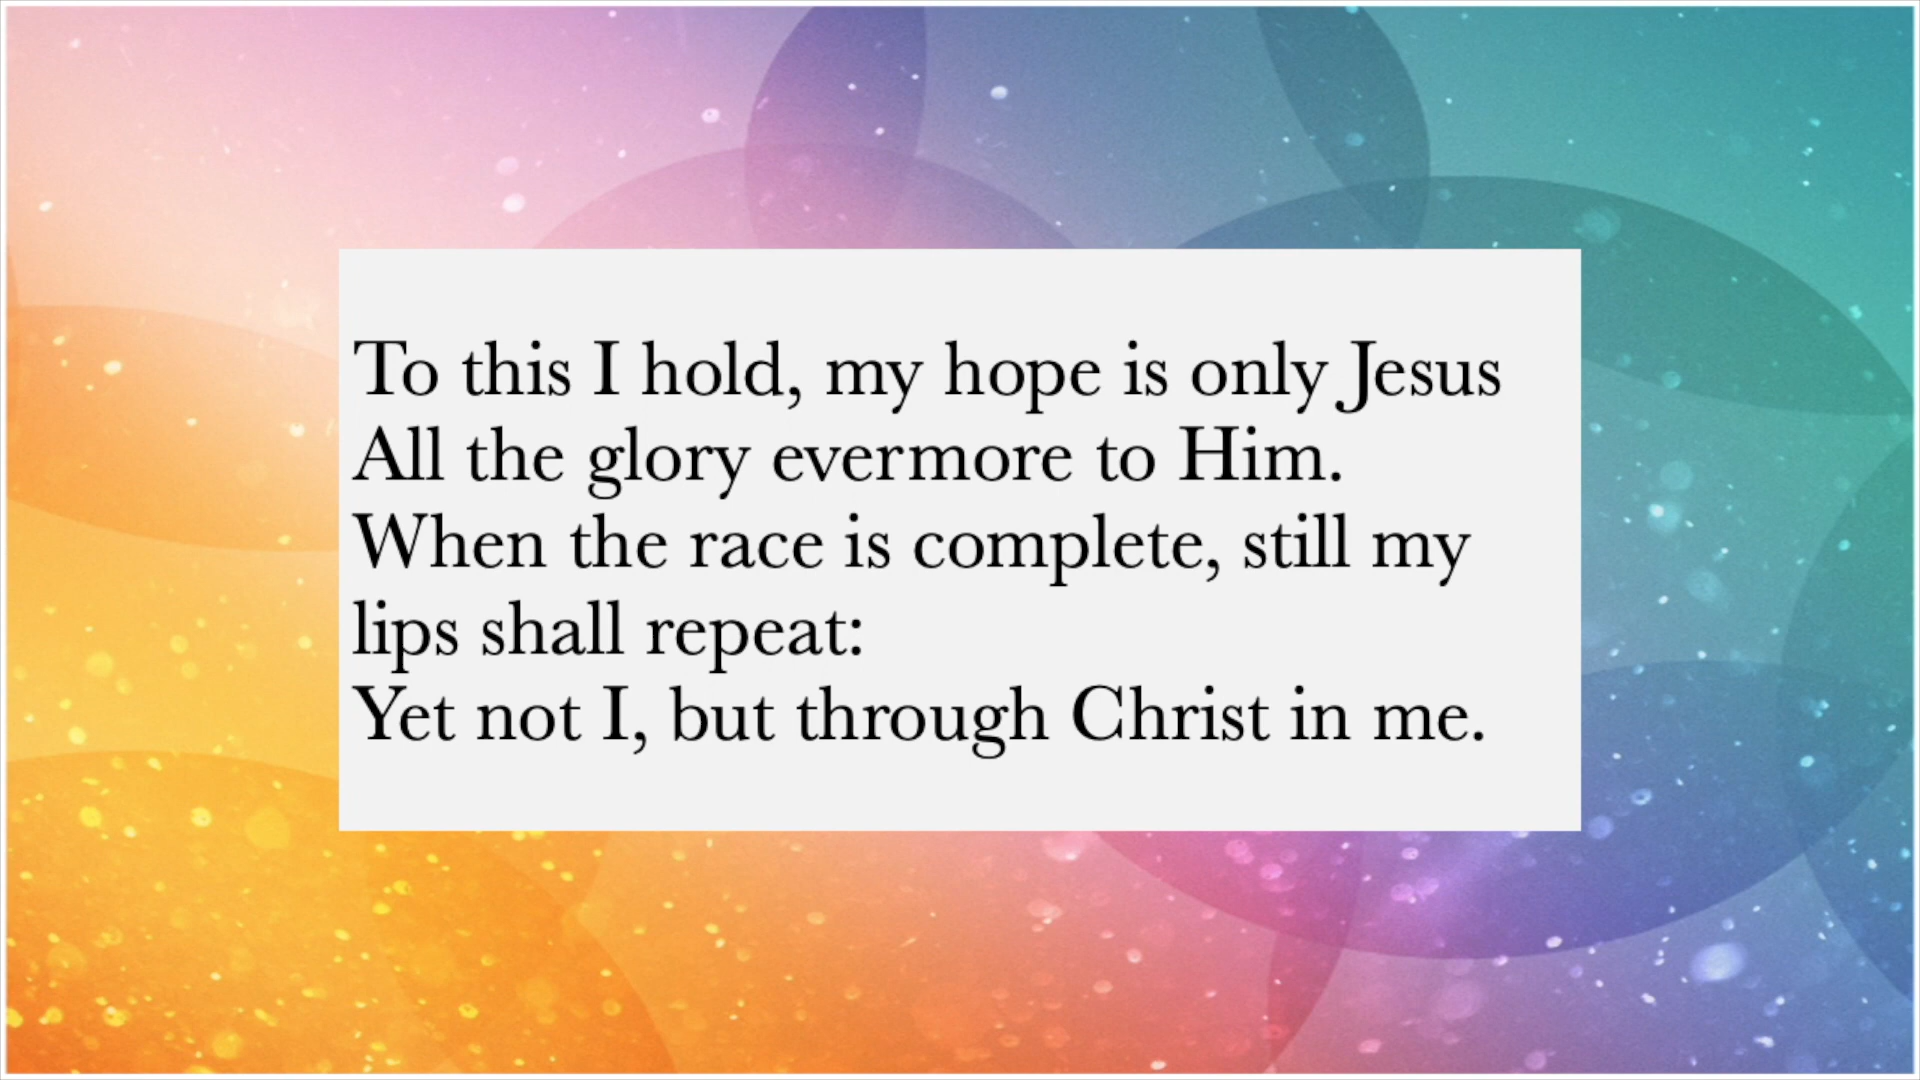 To this I hold, my hope is only Jesus
All the glory evermore to Him.
When the race is complete, still my
lips shall repeat:
Yet not I, but through Christ in me.